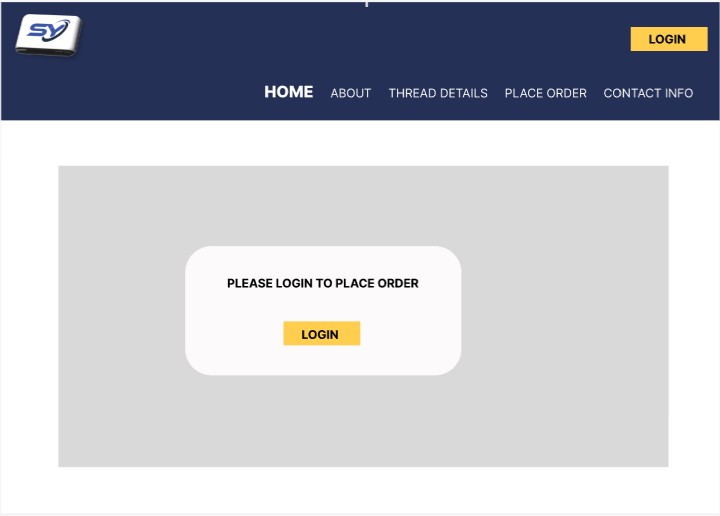 SY
LOGIN
HOME ABOUT THREAD DETAILS PLACE ORDER CONTACT INFO
PLEASE LOGIN TO PLACE ORDER
LOGIN